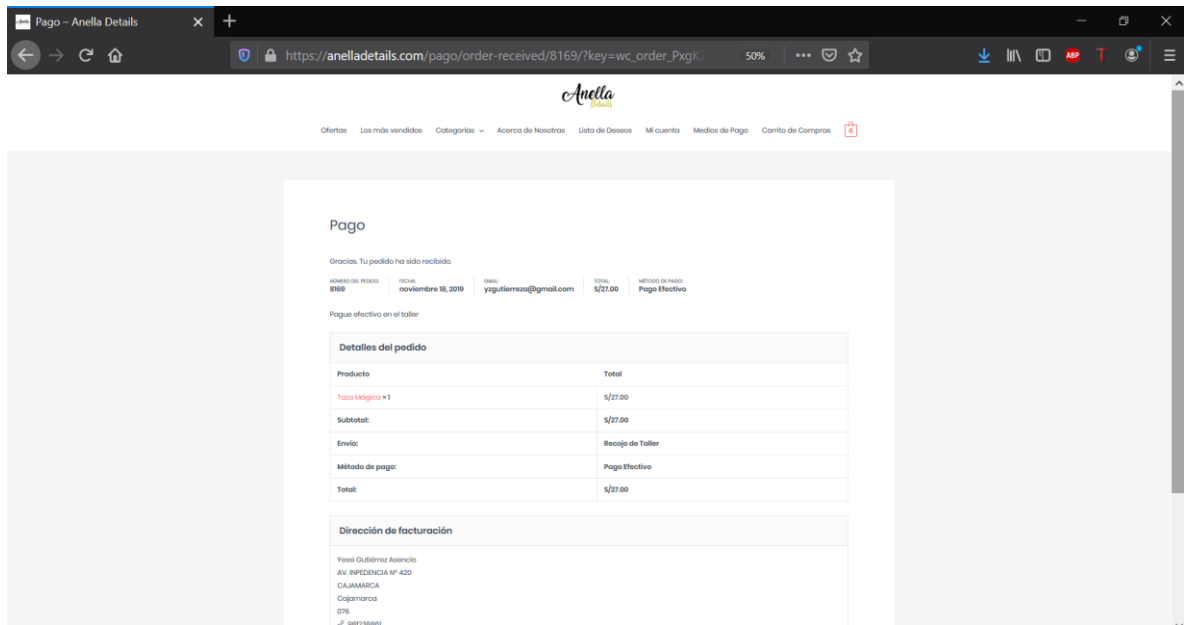 Pago – Anella Details
https://anelladetails.com/pago/order-received/8169/?key=wc_order_PxgK
50%
ABP
Anella
Details
Ofertas Los más vendidos Categorías Acerca de Nosotras Lista de Deseos Mi cuenta Medios de Pago Carrito de Compras 0
Pago
Gracias. Tu pedido ha sido recibido.
NÚMERO DEL PEDIDO: FECHA: EMAIL: TOTAL: MÉTODO DE PAGO:
8169 noviembre 18, 2019 yzgutierreza@gmail.com S/27.00 Pago Efectivo
Pague efectivo en el taller
Detalles del pedido
Producto Total
Taza Mágica × 1 S/27.00
Subtotal: S/27.00
Envío: Recojo de Taller
Método de pago: Pago Efectivo
Total: S/27.00
Dirección de facturación
Yessi Gutiérrez Asencio
AV. INPEDENCIA Nº 420
CAJAMARCA
Cajamarca
076